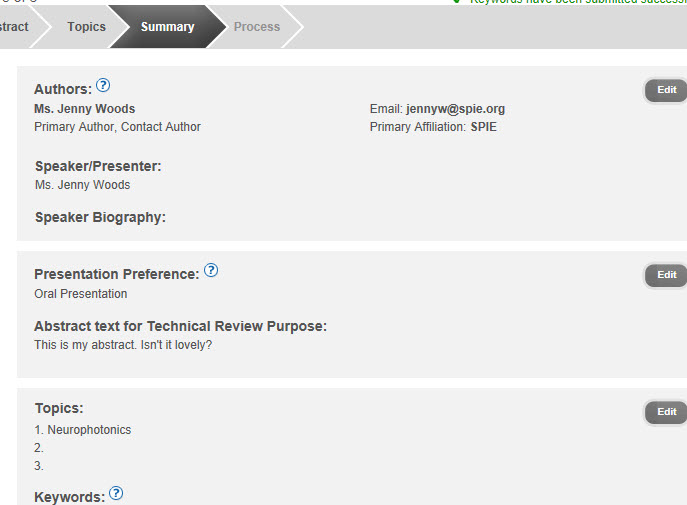 stract Topics Summary Process
Keywords have been submitted successf
Authors: ?
Edit
Ms. Jenny Woods
Email: jennyw@spie.org
Primary Author, Contact Author
Primary Affiliation: SPIE
Speaker/Presenter:
Ms. Jenny Woods
Speaker Biography:
Presentation Preference: ?
Edit
Oral Presentation
Abstract text for Technical Review Purpose:
This is my abstract. Isn't it lovely?
Topics:
Edit
1. Neurophotonics
2.
3.
Keywords: ?